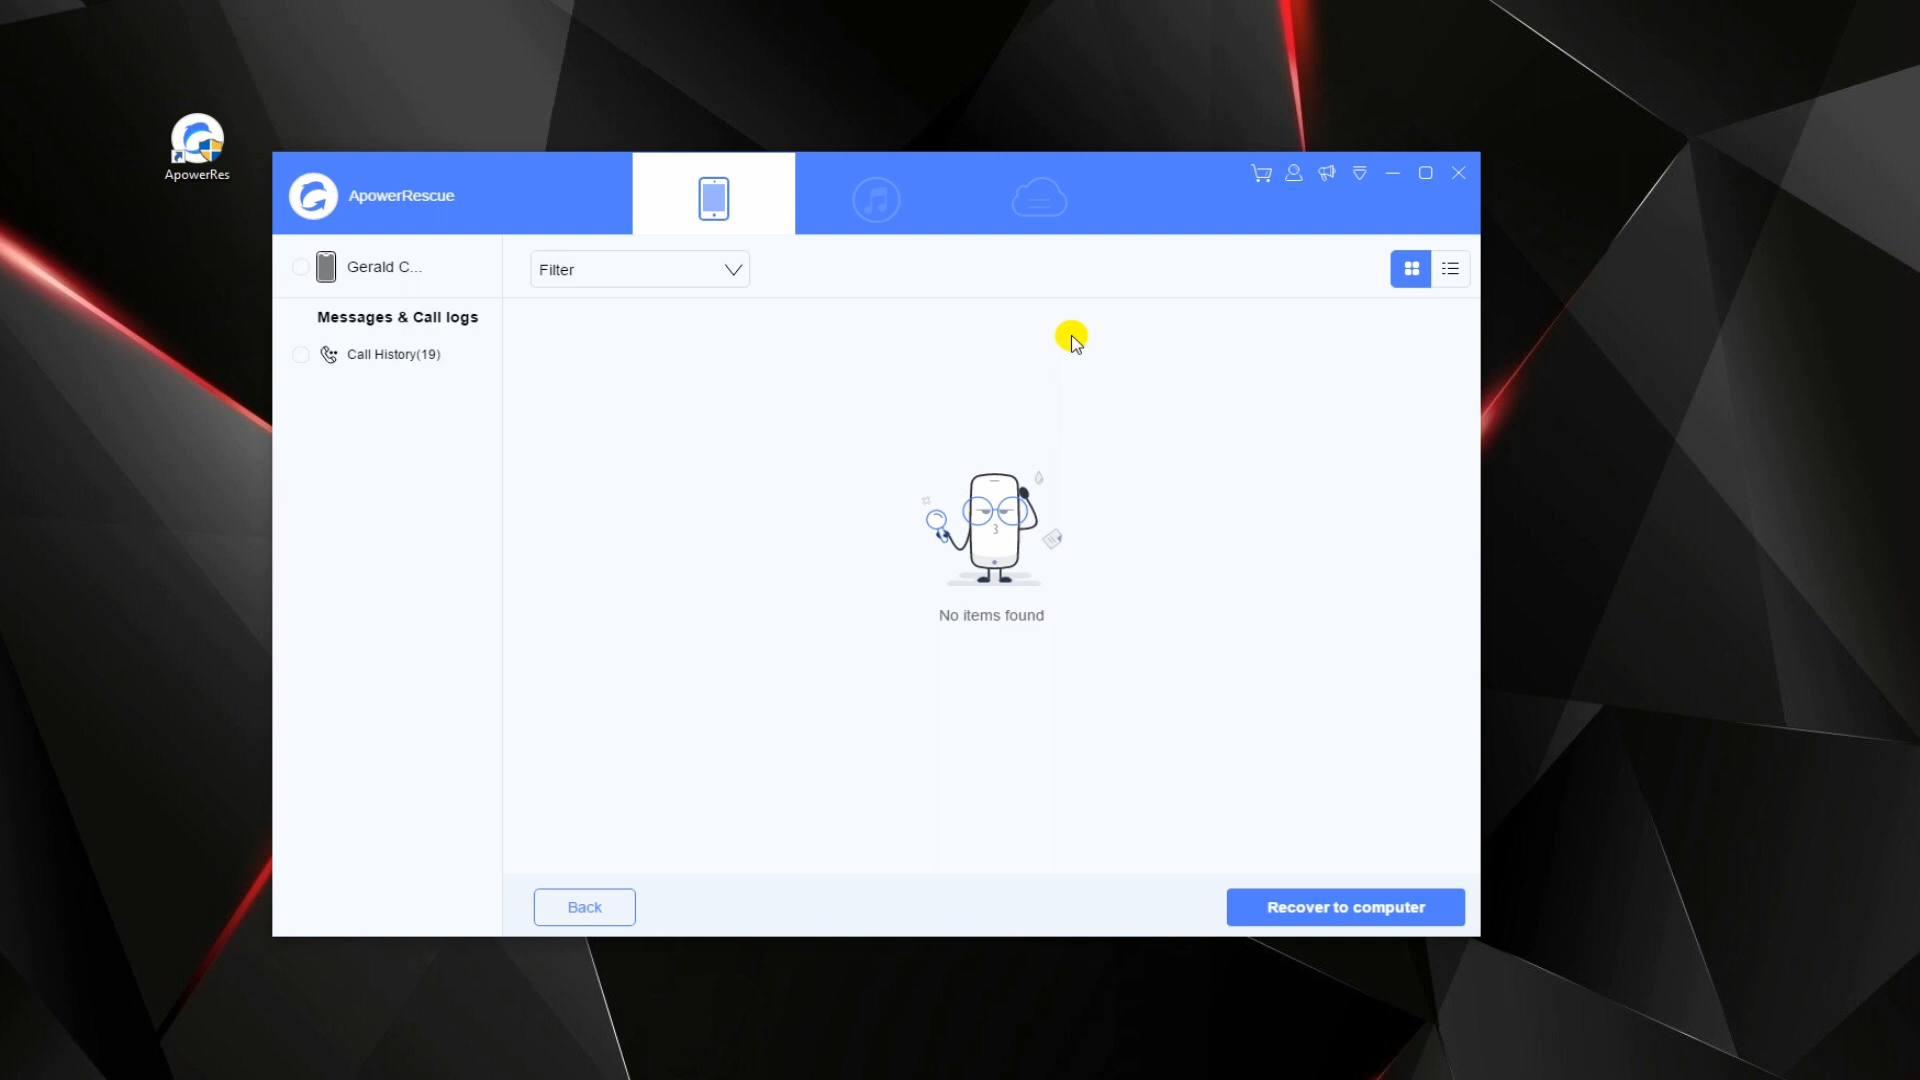 ApowerRes
ApowerRescue
Gerald C...
Filter
Messages & Call logs
Call History(19)
No items found
Back
Recover to computer